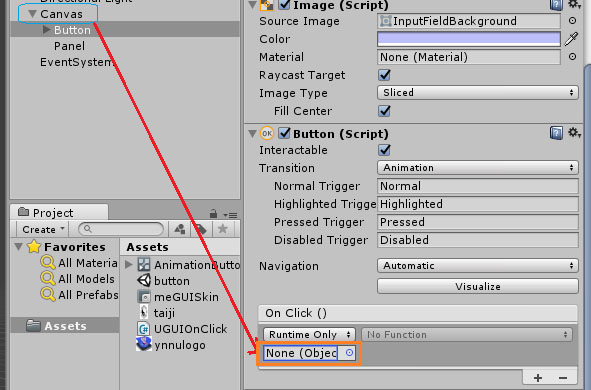 Directional Light
Canvas
Button
Panel
EventSystem
Project
Create
Favorites
All Materia
All Models
All Prefabs
Assets
Assets
AnimationButto
button
meGUISkin
taiji
UGUIOnClick
ynnulogo
Image (Script)
Source Image InputFieldBackground
Color
Material None (Material)
Raycast Target
Image Type Sliced
Fill Center
OK Button (Script)
Interactable
Transition Animation
Normal Trigger Normal
Highlighted Trigge Highlighted
Pressed Trigger Pressed
Disabled Trigger Disabled
Navigation Automatic
Visualize
On Click ()
Runtime Only No Function
None (Objec
+ −